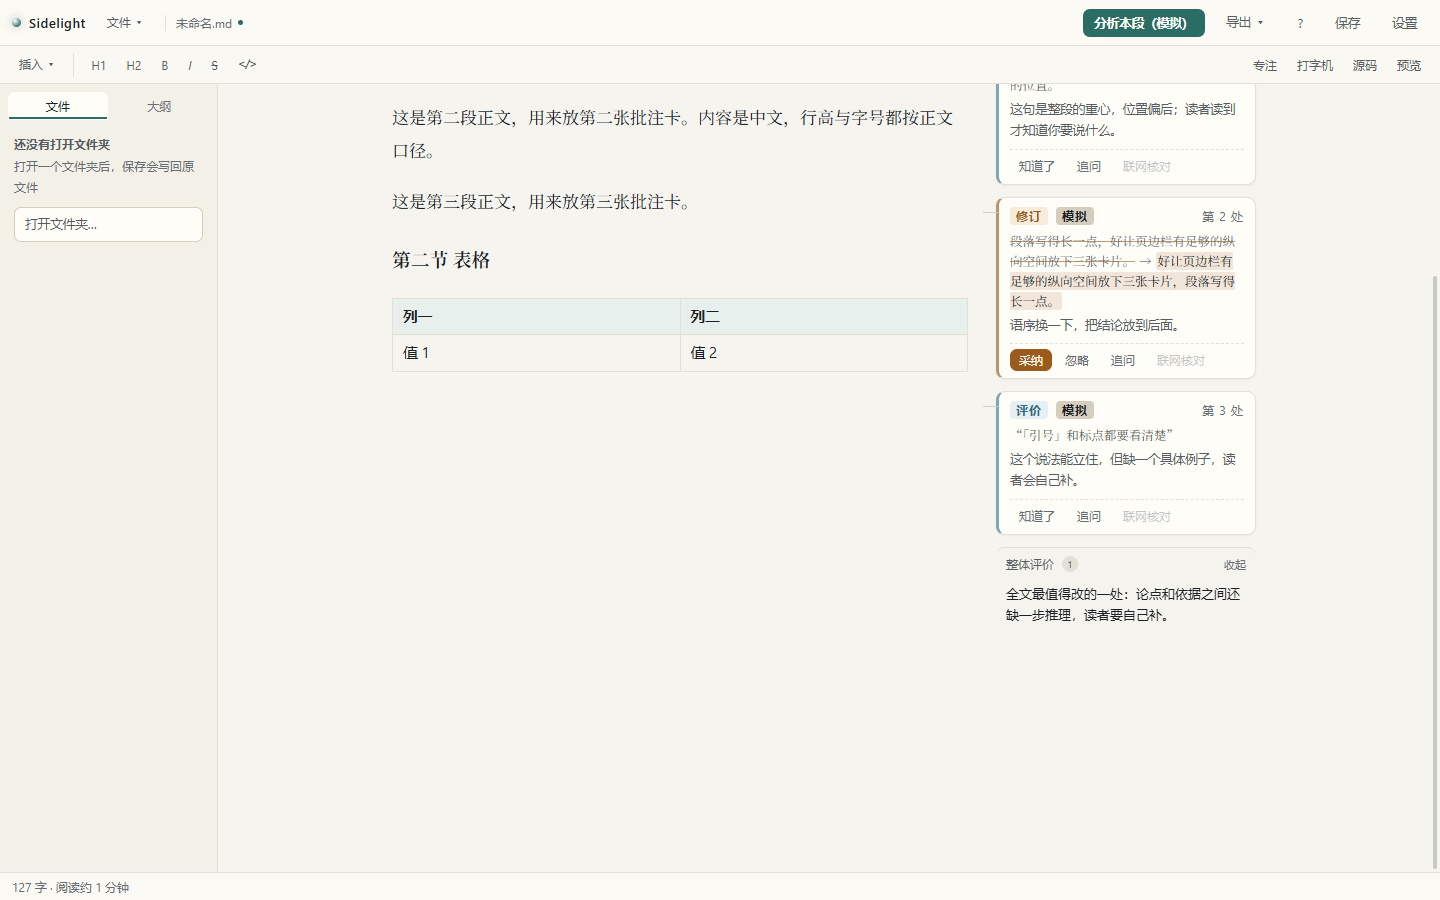 Sidelight 文件 未命名.md 分析本段（模拟） 导出 ? 保存 设置
插入 H1 H2 B I S </> 专注 打字机 源码 预览
文件 大纲
还没有打开文件夹
打开一个文件夹后，保存会写回原
文件
打开文件夹...
这是第二段正文，用来放第二张批注卡。内容是中文，行高与字号都按正文
口径。
这是第三段正文，用来放第三张批注卡。
第二节 表格
列一 列二
值 1 值 2
的位置。
这句是整段的重心，位置偏后；读者读到
才知道你要说什么。
知道了 追问 联网核对
修订 模拟 第 2 处
段落写得长一点，好让页边栏有足够的纵
向空间放下三张卡片。 → 好让页边栏有
足够的纵向空间放下三张卡片，段落写得
长一点。
语序换一下，把结论放到后面。
采纳 忽略 追问 联网核对
评价 模拟 第 3 处
“「引号」和标点都要看清楚”
这个说法能立住，但缺一个具体例子，读
者会自己补。
知道了 追问 联网核对
整体评价 1 收起
全文最值得改的一处：论点和依据之间还
缺一步推理，读者要自己补。
127 字 · 阅读约 1 分钟